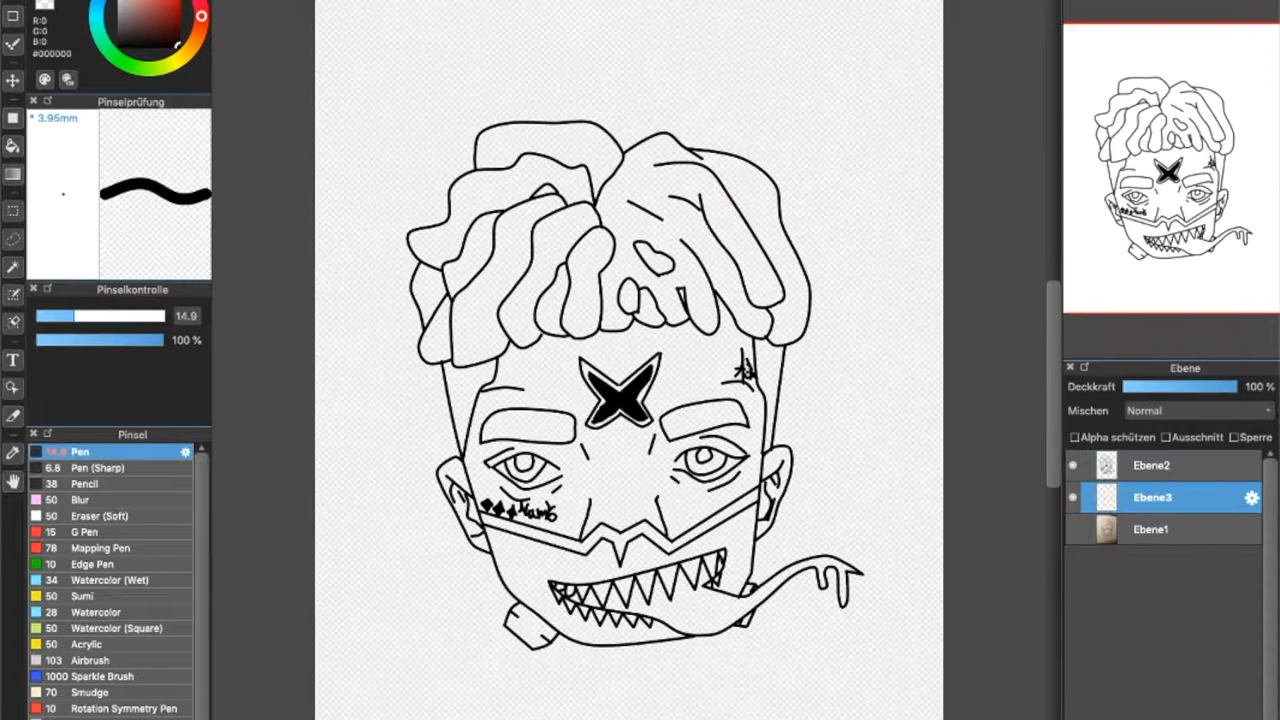 R:0
G:0
B:0
#000000
Pinselprüfung
* 3.95mm
Pinselkontrolle
14.9
100 %
Pinsel
14.9 Pen
6.8 Pen (Sharp)
38 Pencil
50 Blur
50 Eraser (Soft)
15 G Pen
78 Mapping Pen
10 Edge Pen
34 Watercolor (Wet)
50 Sumi
28 Watercolor
50 Watercolor (Square)
50 Acrylic
103 Airbrush
1000 Sparkle Brush
70 Smudge
10 Rotation Symmetry Pen
T
Numb
Ebene
Deckkraft 100 %
Mischen Normal
Alpha schützen Ausschnitt Sperre
Ebene2
Ebene3
Ebene1